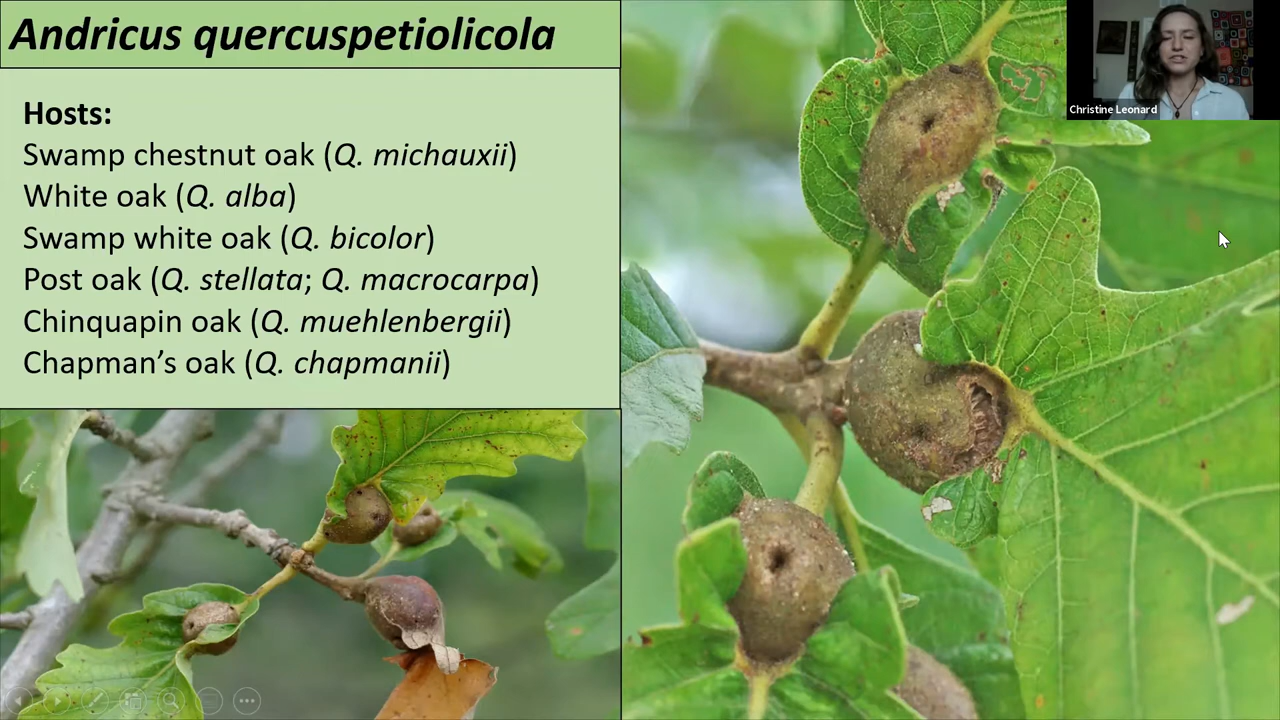 Andricus quercuspetiolicola
Hosts:
Swamp chestnut oak (Q. michauxii)
White oak (Q. alba)
Swamp white oak (Q. bicolor)
Post oak (Q. stellata; Q. macrocarpa)
Chinquapin oak (Q. muehlenbergii)
Chapman’s oak (Q. chapmanii)
Christine Leonard